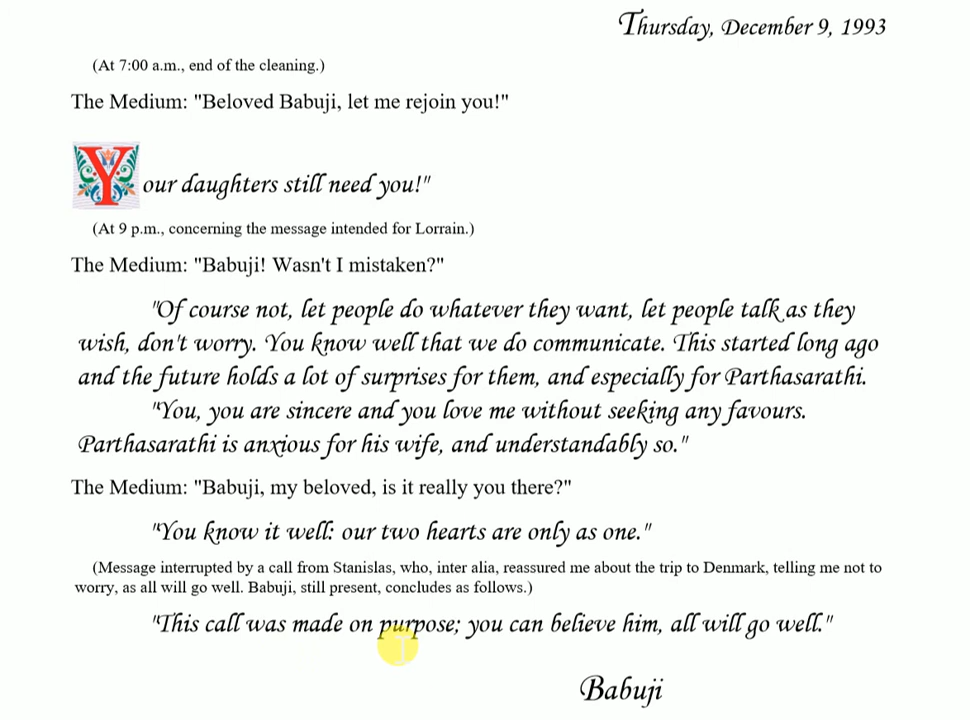 Thursday, December 9, 1993
(At 7:00 a.m., end of the cleaning.)
The Medium: "Beloved Babuji, let me rejoin you!"
Your daughters still need you!"
(At 9 p.m., concerning the message intended for Lorrain.)
The Medium: "Babuji! Wasn't I mistaken?"
"Of course not, let people do whatever they want, let people talk as they
wish, don't worry. You know well that we do communicate. This started long ago
and the future holds a lot of surprises for them, and especially for Parthasarathi.
"You, you are sincere and you love me without seeking any favours.
Parthasarathi is anxious for his wife, and understandably so."
The Medium: "Babuji, my beloved, is it really you there?"
"You know it well: our two hearts are only as one."
(Message interrupted by a call from Stanislas, who, inter alia, reassured me about the trip to Denmark, telling me not to
worry, as all will go well. Babuji, still present, concludes as follows.)
"This call was made on purpose; you can believe him, all will go well."
Babuji